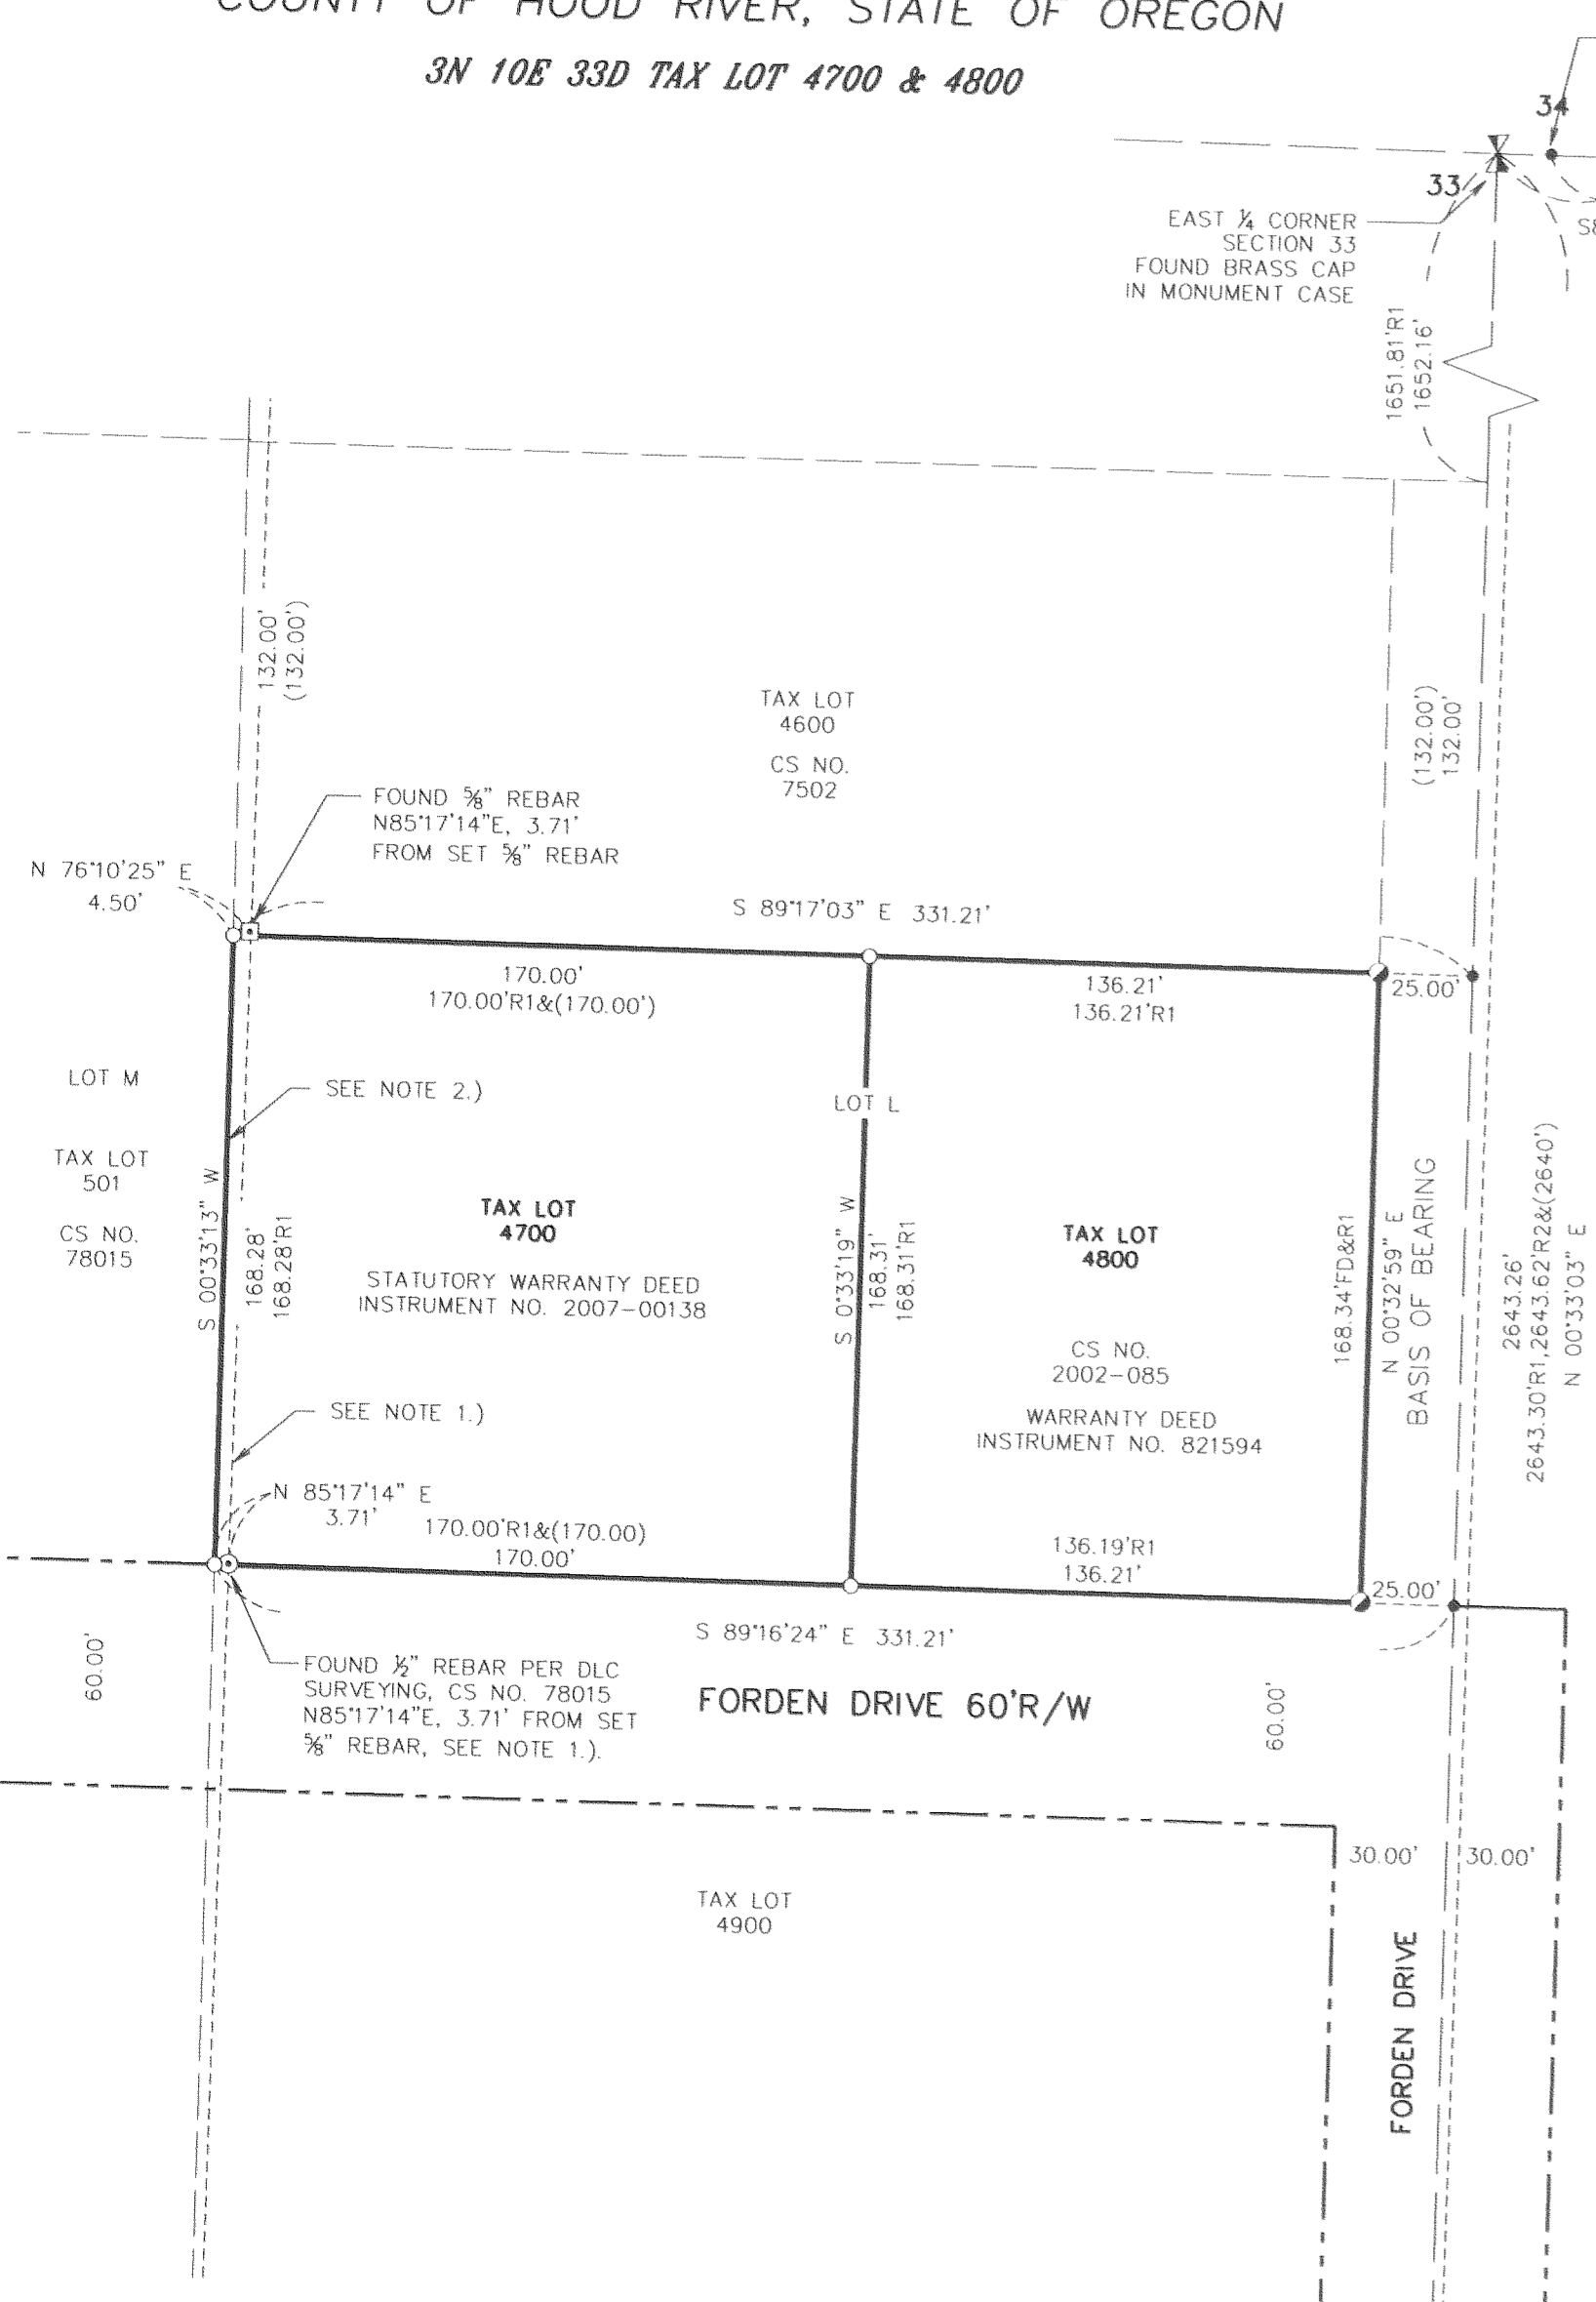 COUNTY OF HOOD RIVER, STATE OF OREGON
3N 10E 33D TAX LOT 4700 & 4800
34
33
EAST ¼ CORNER
SECTION 33
FOUND BRASS CAP
IN MONUMENT CASE
1651.81'R1
1652.16'
132.00'
(132.00')
TAX LOT
4600
CS NO.
7502
(132.00')
132.00'
FOUND ⅝" REBAR
N85°17'14"E, 3.71'
FROM SET ⅝" REBAR
N 76°10'25" E
4.50'
S 89°17'03" E 331.21'
170.00'
170.00'R1&(170.00')
136.21'
136.21'R1
25.00'
LOT M
SEE NOTE 2.)
LOT L
TAX LOT
501
CS NO.
78015
S 00°33'13" W
168.28'
168.28'R1
TAX LOT
4700
STATUTORY WARRANTY DEED
INSTRUMENT NO. 2007-00138
S 0°33'19" W
168.31'
168.31'R1
TAX LOT
4800
CS NO.
2002-085
WARRANTY DEED
INSTRUMENT NO. 821594
168.34'FD&R1
N 00°32'59" E
BASIS OF BEARING
2643.26'
2643.30'R1,2643.62'R2&(2640')
N 00°33'03" E
SEE NOTE 1.)
N 85°17'14" E
3.71'
170.00'R1&(170.00)
170.00'
136.19'R1
136.21'
25.00'
S 89°16'24" E 331.21'
60.00'
FOUND ½" REBAR PER DLC
SURVEYING, CS NO. 78015
N85°17'14"E, 3.71' FROM SET
⅝" REBAR, SEE NOTE 1.).
FORDEN DRIVE 60'R/W
60.00'
30.00'
30.00'
TAX LOT
4900
FORDEN DRIVE